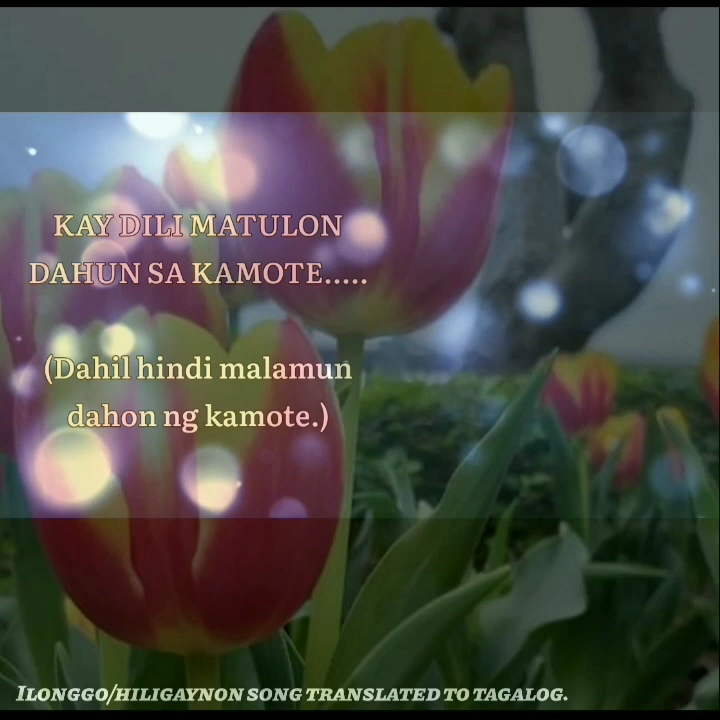 KAY DILI MATULON
DAHUN SA KAMOTE.....
(Dahil hindi malamun
dahon ng kamote.)
Ilonggo/hiligaynon song translated to tagalog.